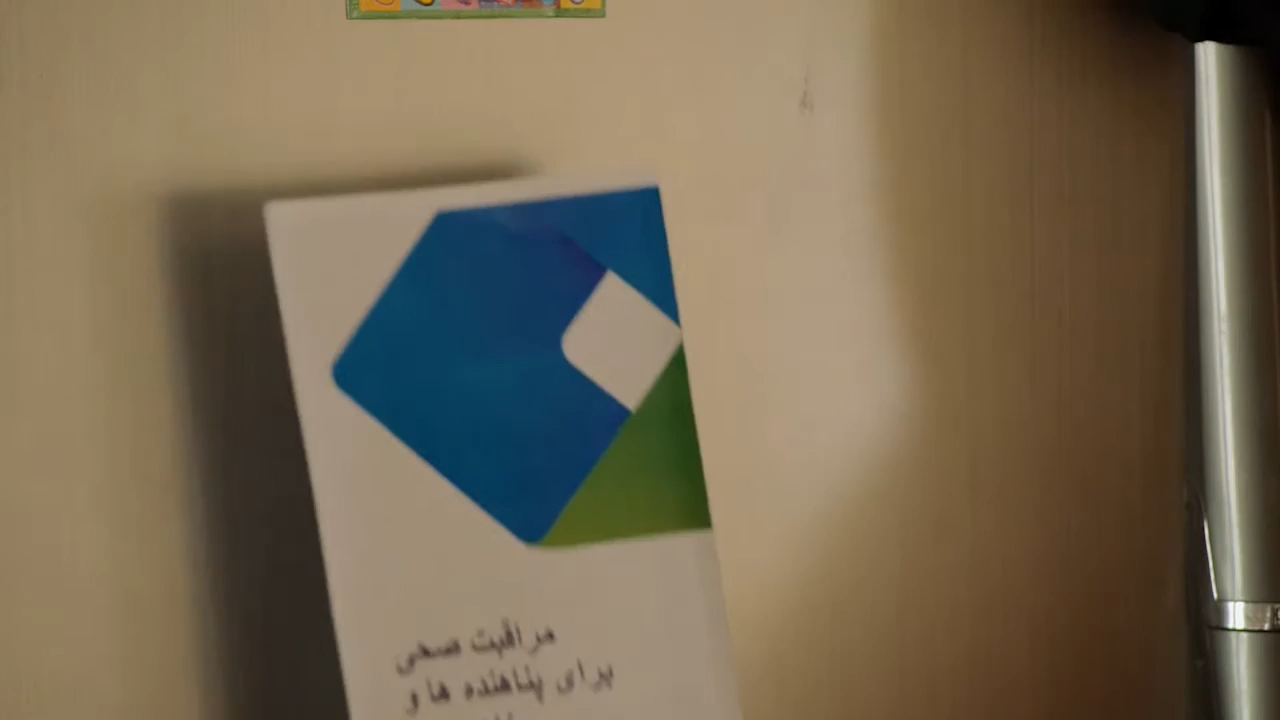 مراقبت صحی
برای پناهنده ها و